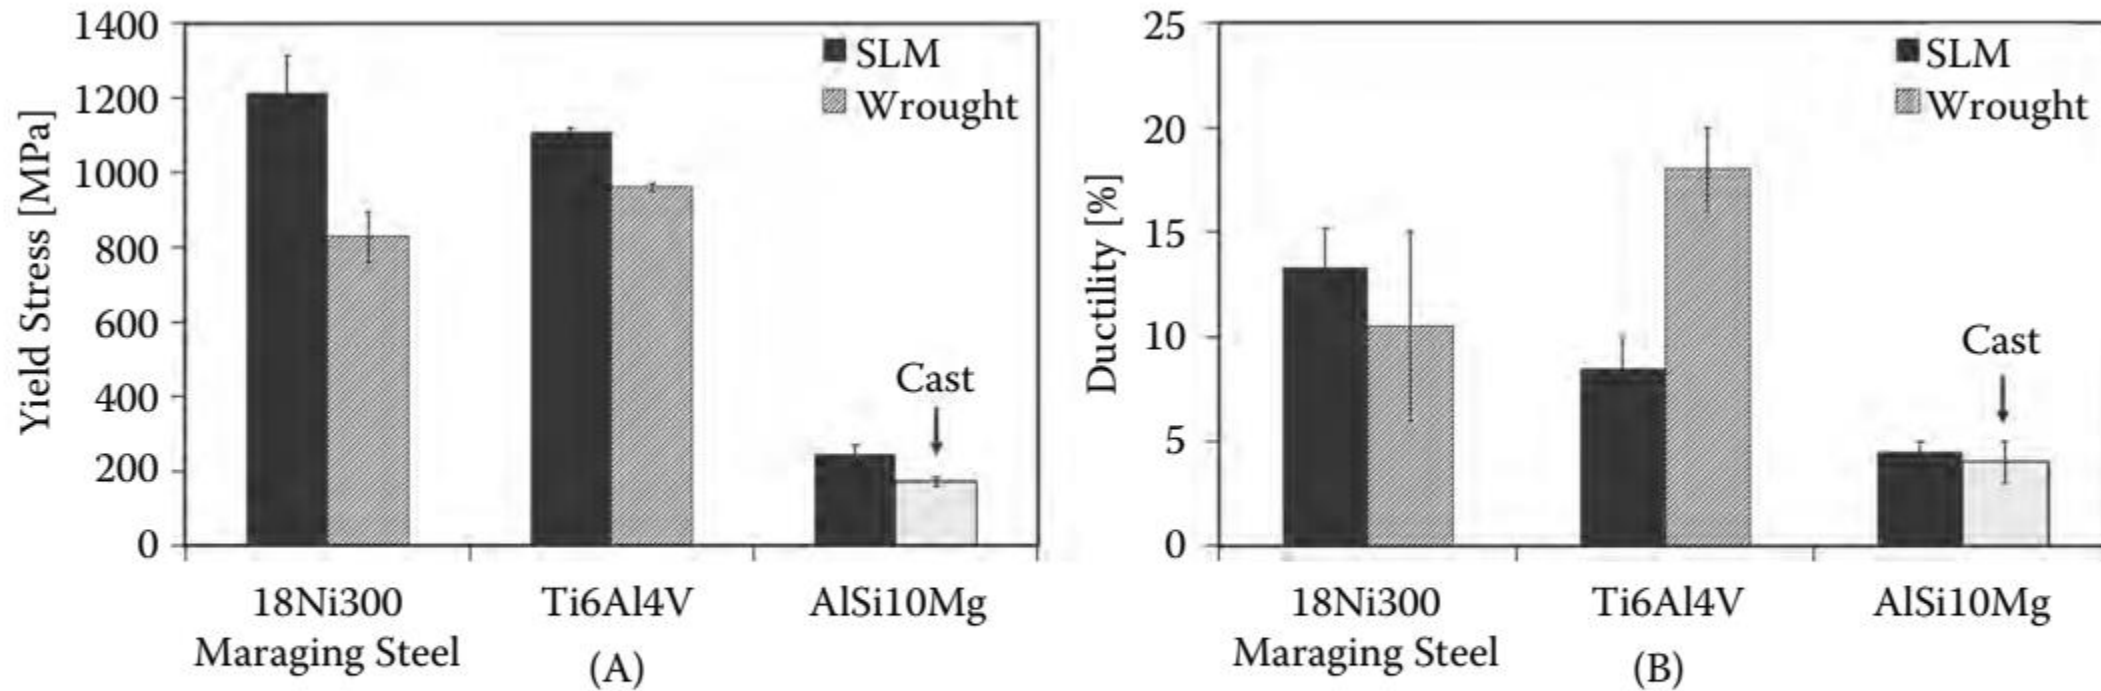 1400
1200
1000
800
600
400
200
0
Yield Stress [MPa]
SLM
Wrought
Cast
18Ni300
Maraging Steel
Ti6Al4V
AlSi10Mg
(A)
25
20
15
10
5
0
Ductility [%]
SLM
Wrought
Cast
18Ni300
Maraging Steel
Ti6Al4V
AlSi10Mg
(B)